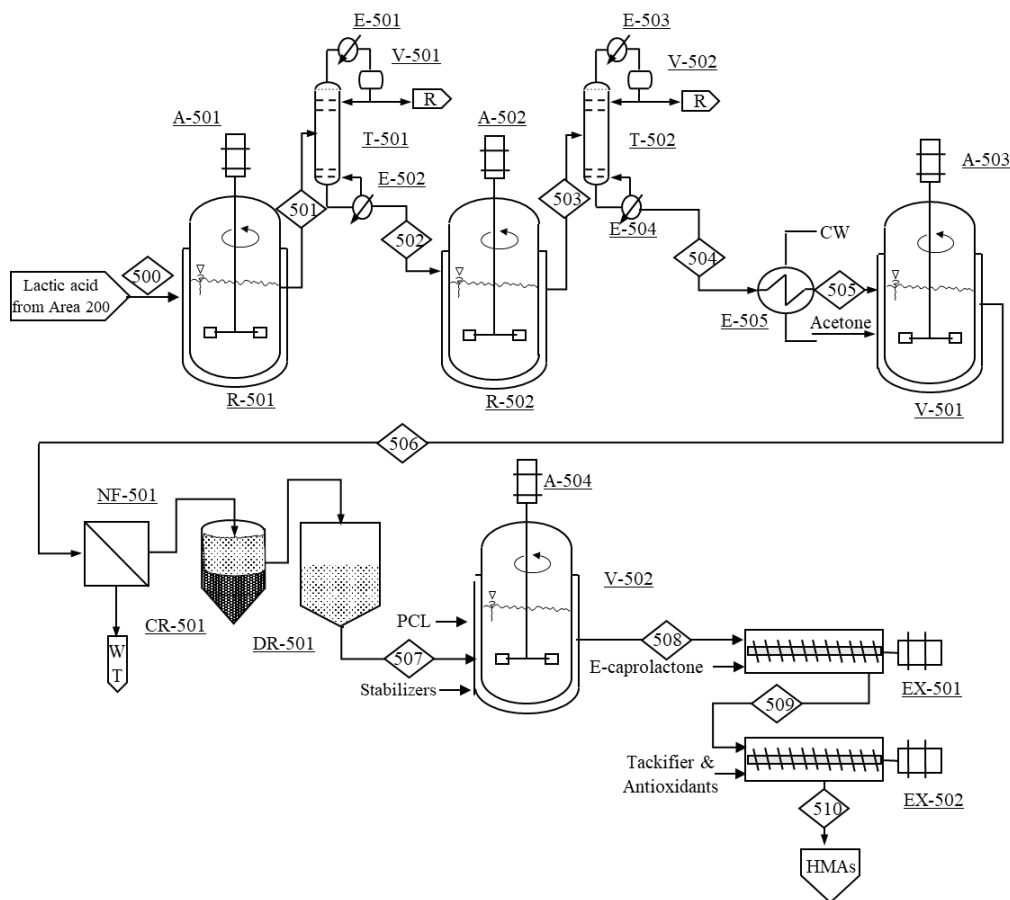 E-501
E-503
V-501
V-502
R
R
A-501
A-502
T-501
T-502
A-503
E-502
501
503
502
E-504
504
CW
500
505
Lactic acid
from Area 200
E-505
Acetone
R-501
R-502
V-501
506
NF-501
A-504
V-502
PCL
CR-501
DR-501
507
508
W
T
Stabilizers
E-caprolactone
EX-501
509
Tackifier &
Antioxidants
EX-502
510
HMAs